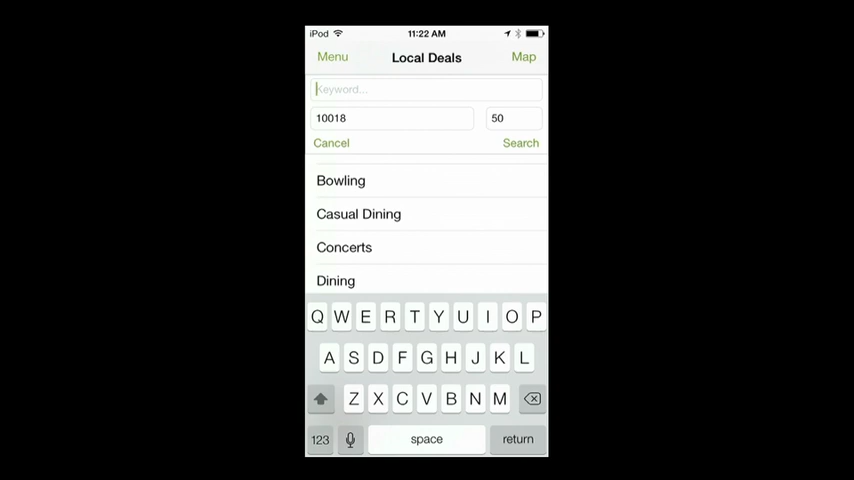 iPod 11:22 AM
Menu Local Deals Map
Keyword...
10018 50
Cancel Search
Bowling
Casual Dining
Concerts
Dining
Q W E R T Y U I O P
A S D F G H J K L
Z X C V B N M
123 space return